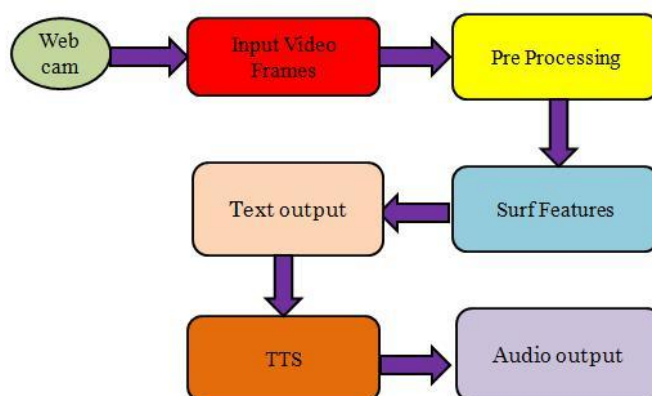 Web
cam
Input Video
Frames
Pre Processing
Surf Features
Text output
TTS
Audio output